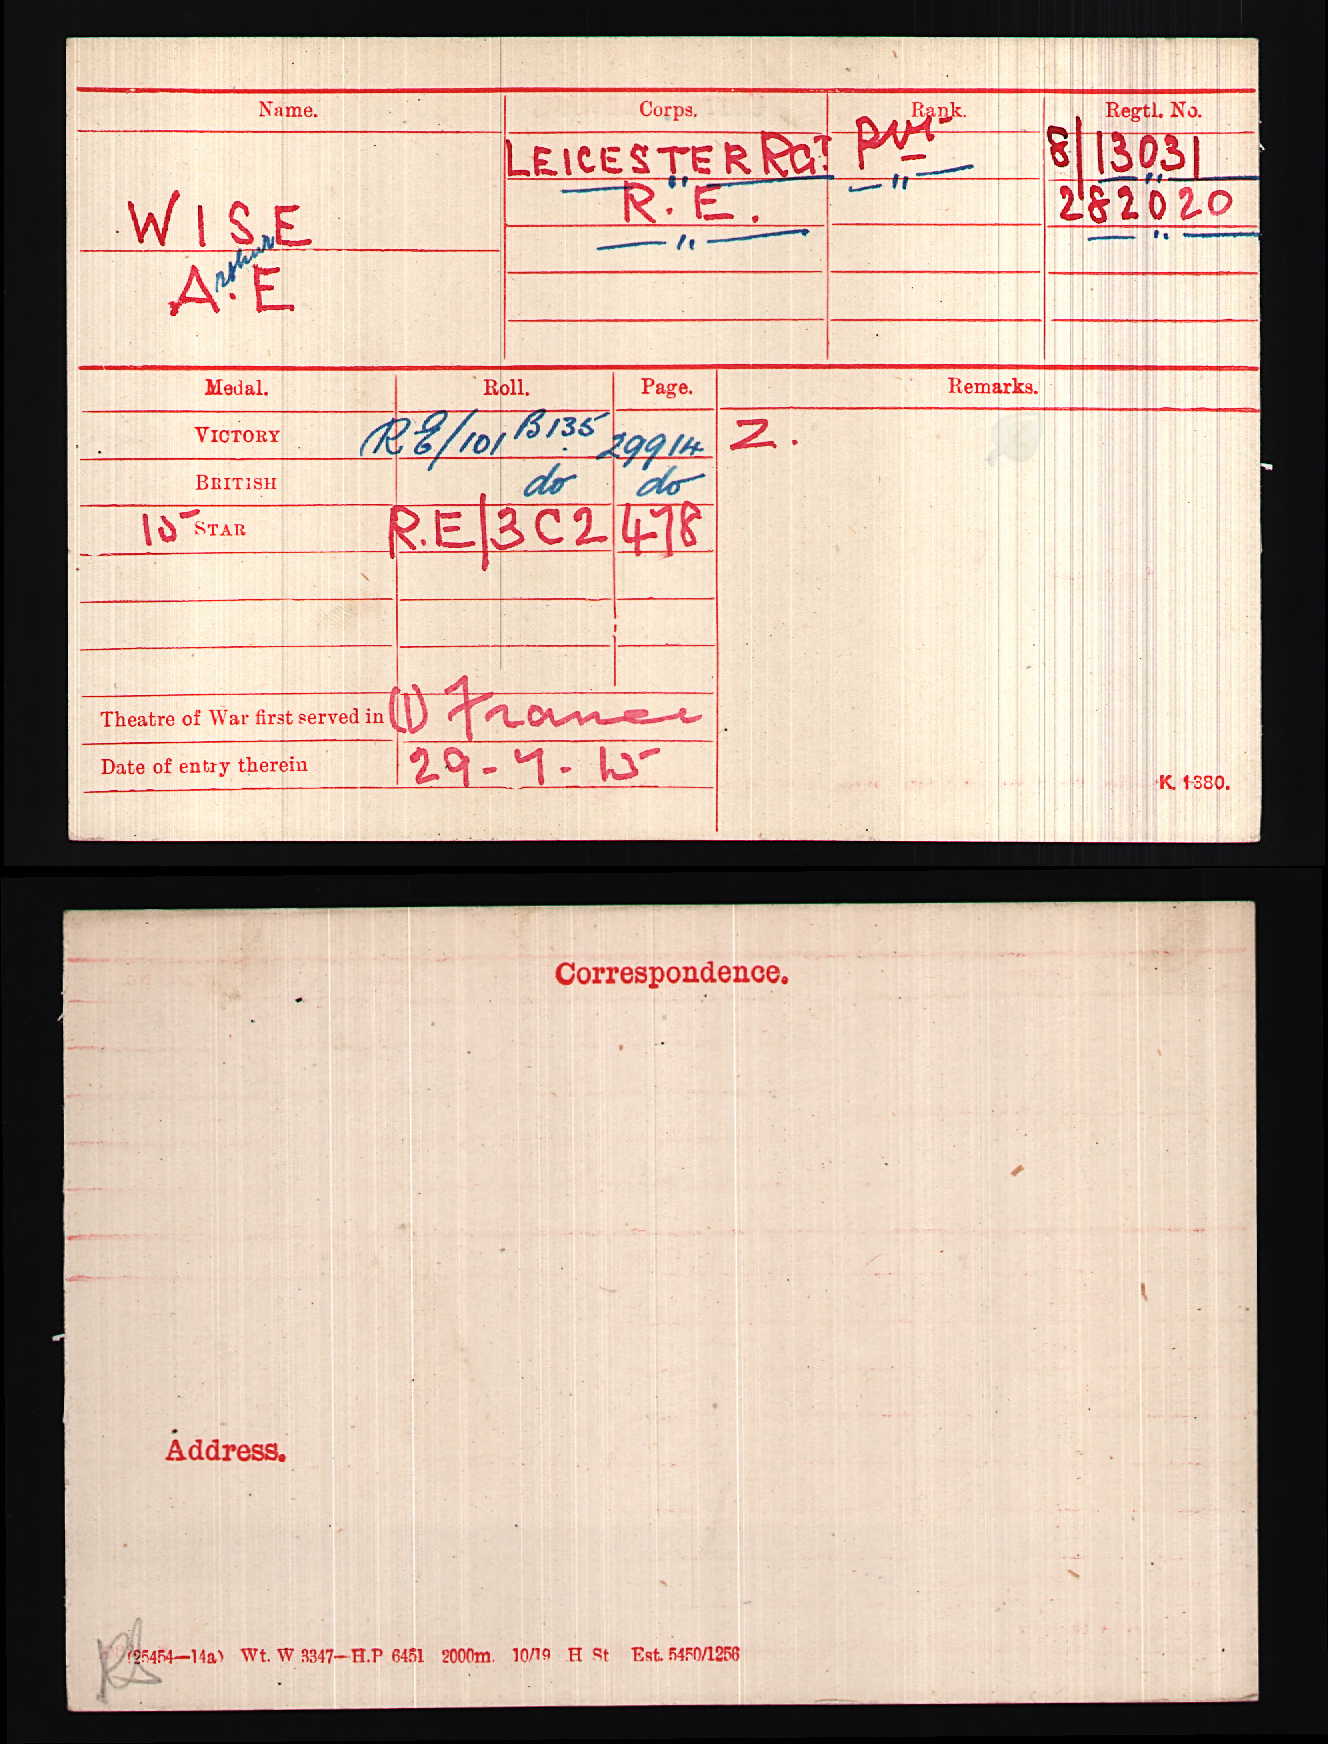 Name. Corps. Rank. Regtl. No.
LEICESTER RGT. Pvt 8/13031
—"— —"— —"—
WISE R.E. 282020
—"— —"—
Arthur
A. E
Medal. Roll. Page. Remarks.
VICTORY RE/101 B135 29914 Z.
BRITISH do do
15 STAR R.E/3C2 478
Theatre of War first served in (1) France
Date of entry therein 29-7-15
K. 1380.
Correspondence.
Address.
(25454—14a) Wt. W 3347—H.P 6451 2000m. 10/19 H St Est. 5450/1256